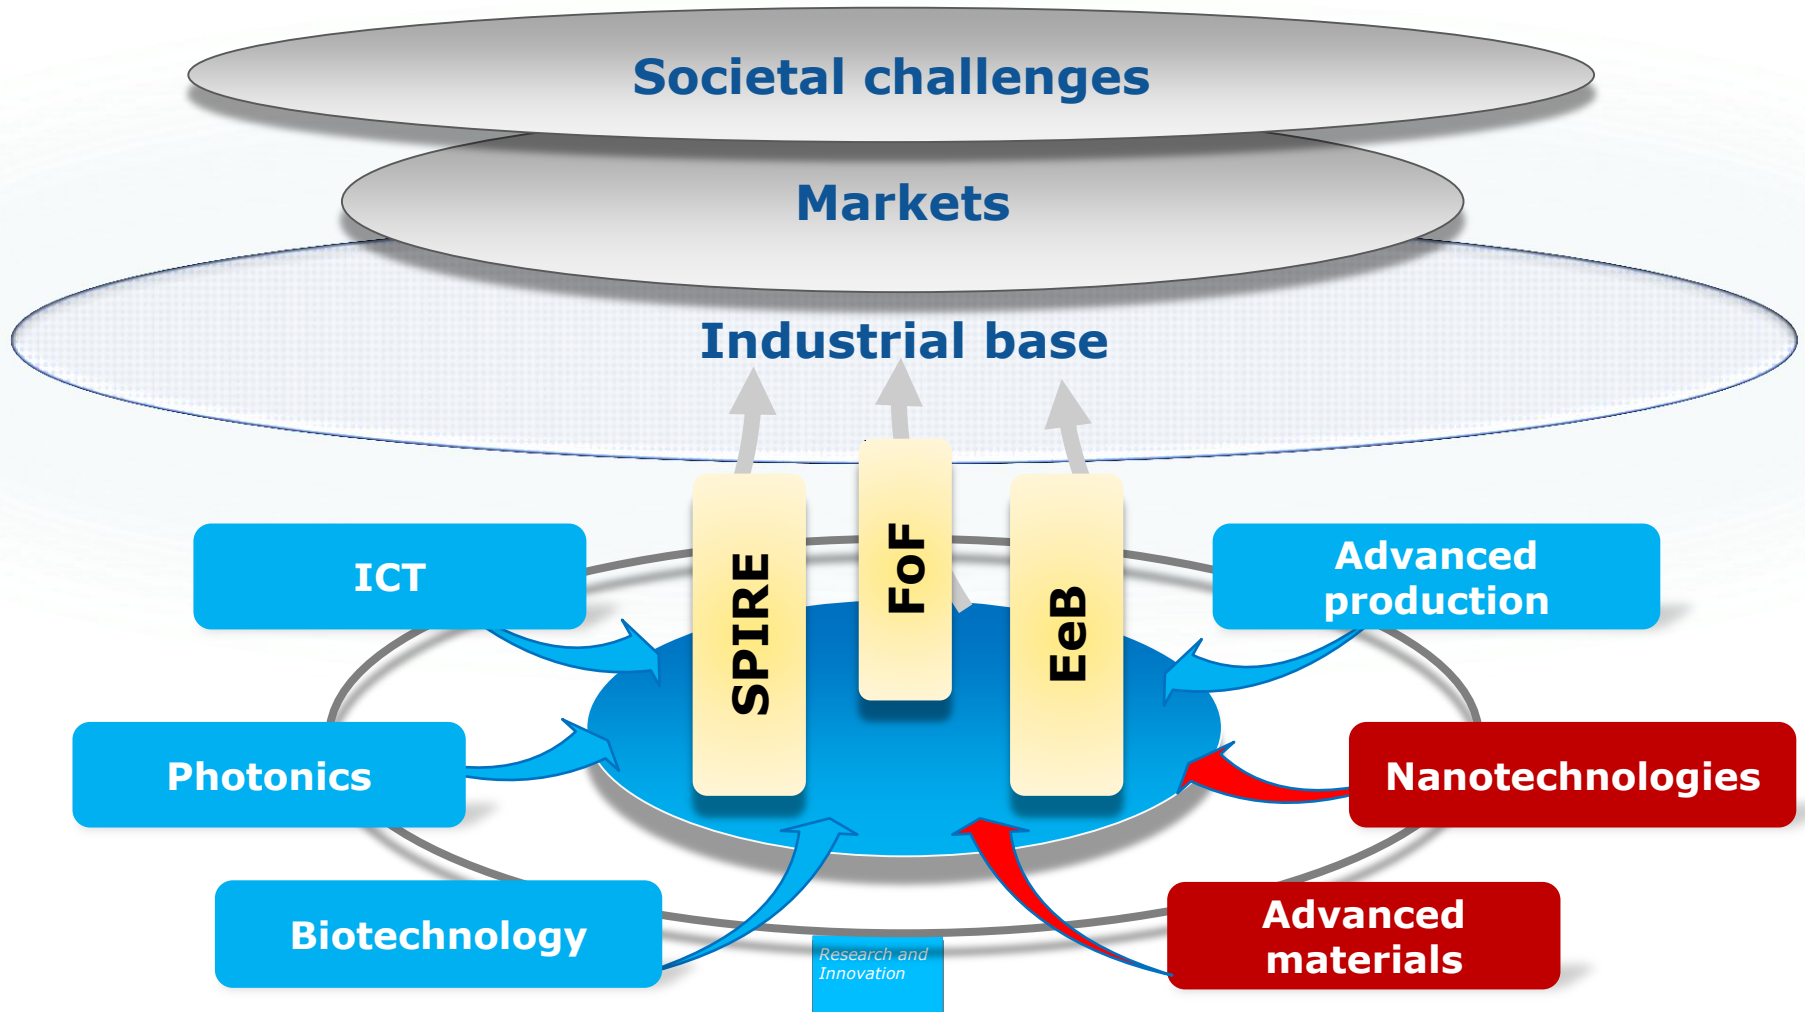 Societal challenges
Markets
Industrial base
SPIRE
FoF
EeB
ICT
Advanced
production
Photonics
Nanotechnologies
Biotechnology
Advanced
materials
Research and
Innovation